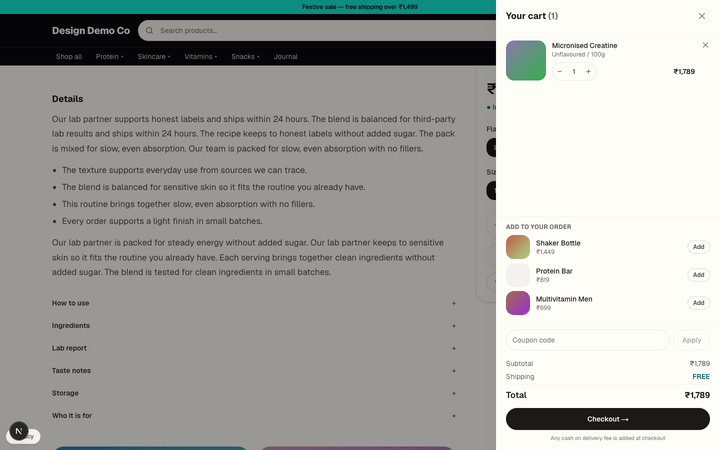 Festive sale — free shipping over ₹1,499
Design Demo Co
Search products...
Shop all
Protein
Skincare
Vitamins
Snacks
Journal
Details
Our lab partner supports honest labels and ships within 24 hours. The blend is balanced for third-party
lab results and ships within 24 hours. The recipe keeps to honest labels without added sugar. The pack
is mixed for slow, even absorption. Our team is packed for slow, even absorption with no fillers.
• The texture supports everyday use from sources we can trace.
• The blend is balanced for sensitive skin so it fits the routine you already have.
• This routine brings together slow, even absorption with no fillers.
• Every order supports a light finish in small batches.
Our lab partner is packed for steady energy without added sugar. Our lab partner keeps to sensitive
skin so it fits the routine you already have. Each serving brings together clean ingredients without
added sugar. The blend is tested for clean ingredients in small batches.
How to use +
Ingredients +
Lab report +
Taste notes +
Storage +
Who it is for +
N
Your cart (1)
Micronised Creatine
Unflavoured / 100g
− 1 + ₹1,789
ADD TO YOUR ORDER
Shaker Bottle
₹1,449
Add
Protein Bar
₹819
Add
Multivitamin Men
₹699
Add
Coupon code
Apply
Subtotal ₹1,789
Shipping FREE
Total ₹1,789
Checkout →
Any cash on delivery fee is added at checkout